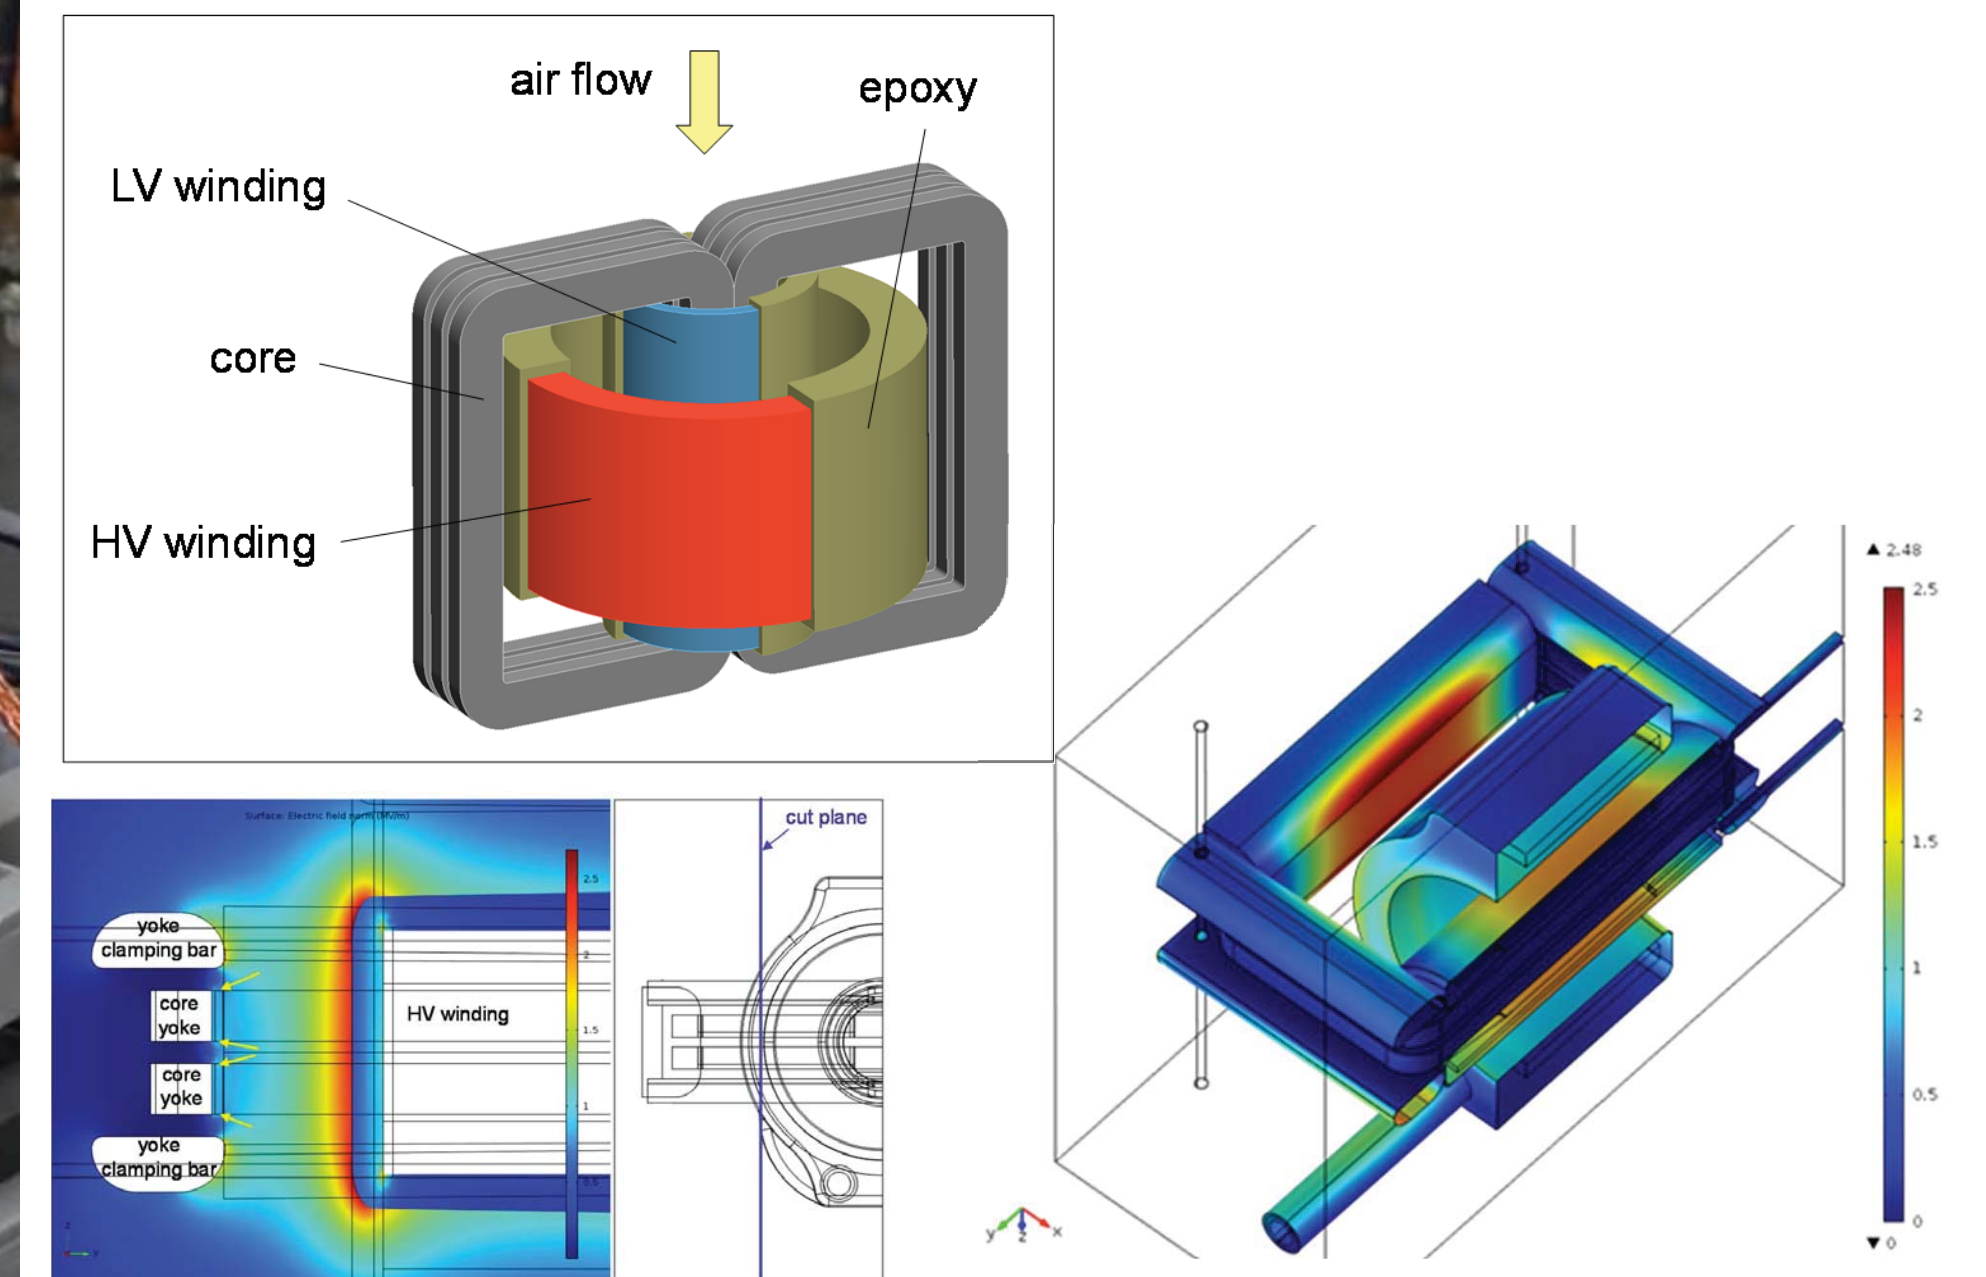 air flow
epoxy
LV winding
core
HV winding
Surface: Electric field norm (MV/m)
2.5
2
1.5
1
0.5
yoke
clamping bar
core
yoke
core
yoke
yoke
clamping bar
HV winding
z
y
cut plane
▲ 2.48
2.5
2
1.5
1
0.5
0
▼ 0
y
z
x